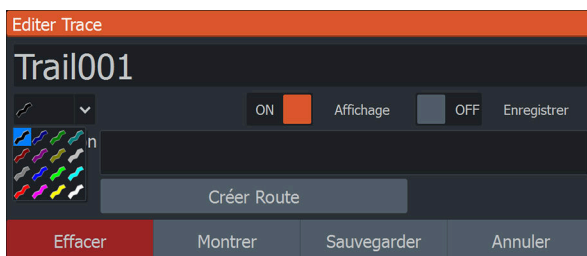 Editer Trace
Trail001
ON Affichage OFF Enregistrer
n
Créer Route
Effacer Montrer Sauvegarder Annuler